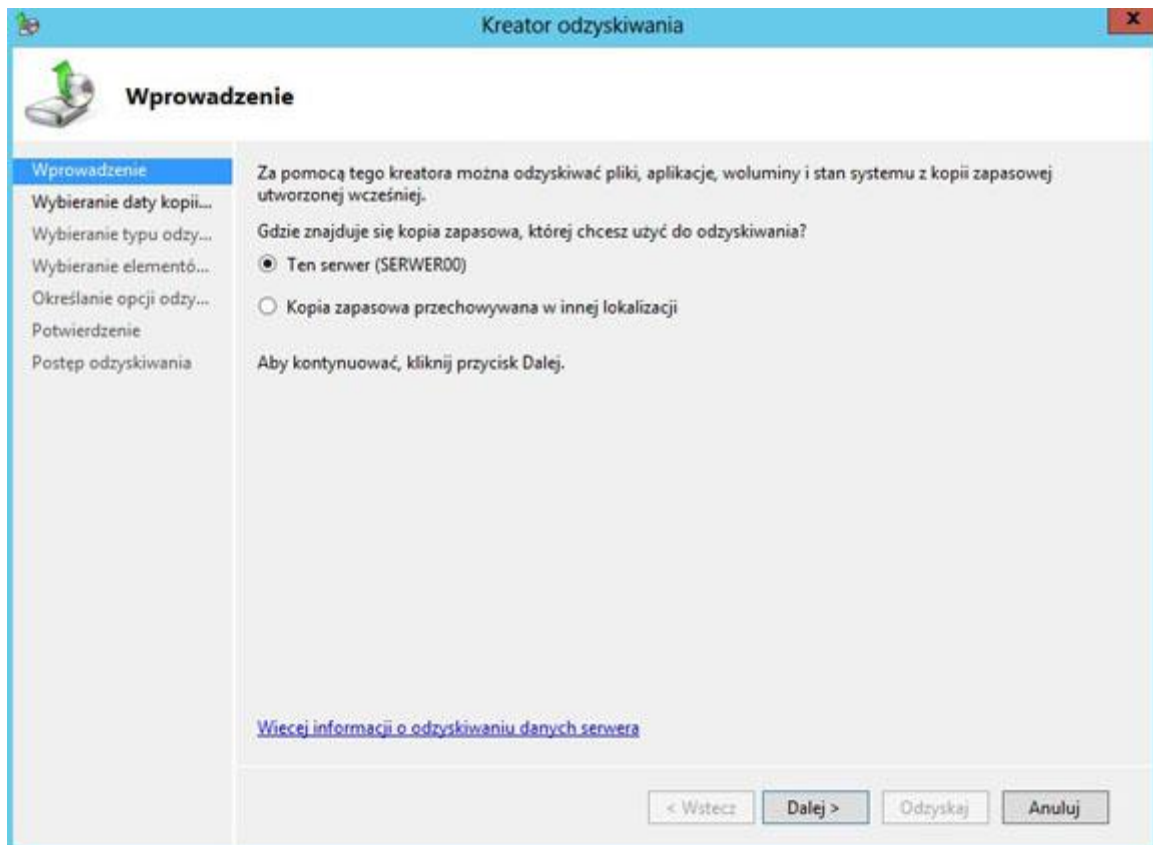 Kreator odzyskiwania
x
Wprowadzenie
Wprowadzenie
Wybieranie daty kopii...
Wybieranie typu odzy...
Wybieranie elementó...
Określanie opcji odzy...
Potwierdzenie
Postęp odzyskiwania
Za pomocą tego kreatora można odzyskiwać pliki, aplikacje, woluminy i stan systemu z kopii zapasowej
utworzonej wcześniej.
Gdzie znajduje się kopia zapasowa, której chcesz użyć do odzyskiwania?
Ten serwer (SERWER00)
Kopia zapasowa przechowywana w innej lokalizacji
Aby kontynuować, kliknij przycisk Dalej.
Więcej informacji o odzyskiwaniu danych serwera
< Wstecz
Dalej >
Odzyskaj
Anuluj